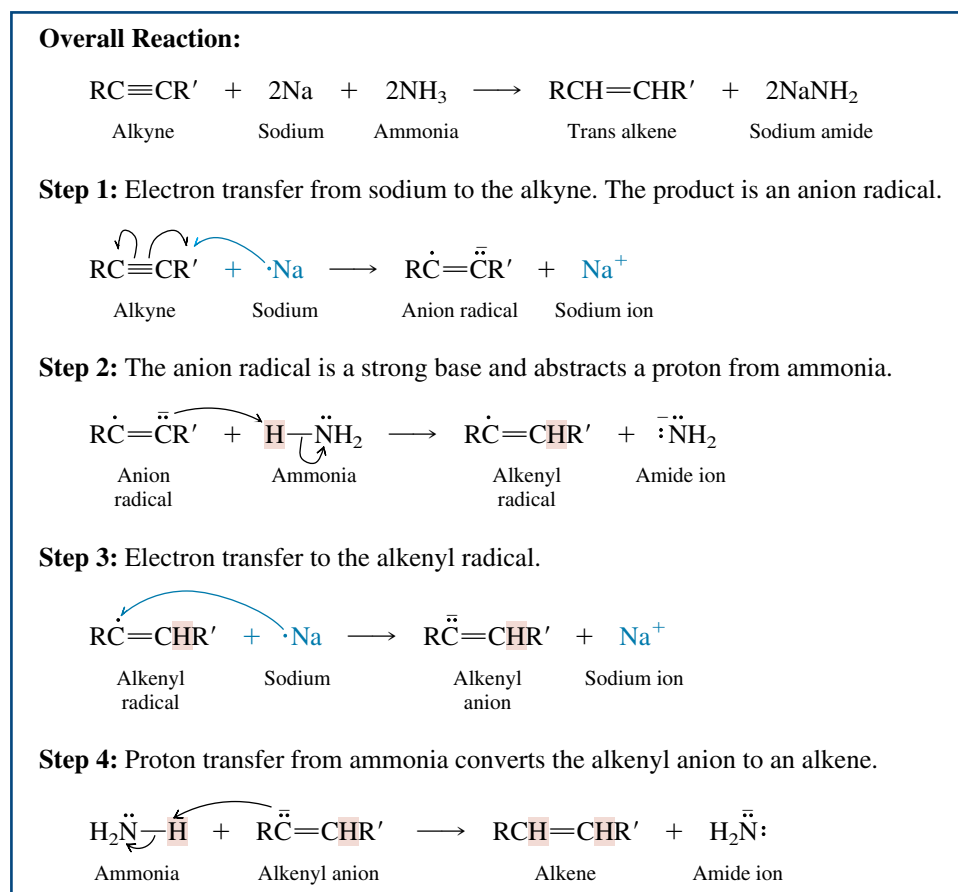 Overall Reaction:
RC≡CR′ + 2Na + 2NH₃ ⟶ RCH=CHR′ + 2NaNH₂
Alkyne Sodium Ammonia Trans alkene Sodium amide
Step 1: Electron transfer from sodium to the alkyne. The product is an anion radical.
RC≡CR′ + ·Na ⟶ RĊ=C̈⁻R′ + Na⁺
Alkyne Sodium Anion radical Sodium ion
Step 2: The anion radical is a strong base and abstracts a proton from ammonia.
RĊ=C̈⁻R′ + H—N̈H₂ ⟶ RĊ=CHR′ + ⁻:N̈H₂
Anion Ammonia Alkenyl Amide ion
radical radical
Step 3: Electron transfer to the alkenyl radical.
RĊ=CHR′ + ·Na ⟶ RC̈⁻=CHR′ + Na⁺
Alkenyl Sodium Alkenyl Sodium ion
radical anion
Step 4: Proton transfer from ammonia converts the alkenyl anion to an alkene.
H₂N̈—H + RC̈⁻=CHR′ ⟶ RCH=CHR′ + H₂N̈⁻:
Ammonia Alkenyl anion Alkene Amide ion